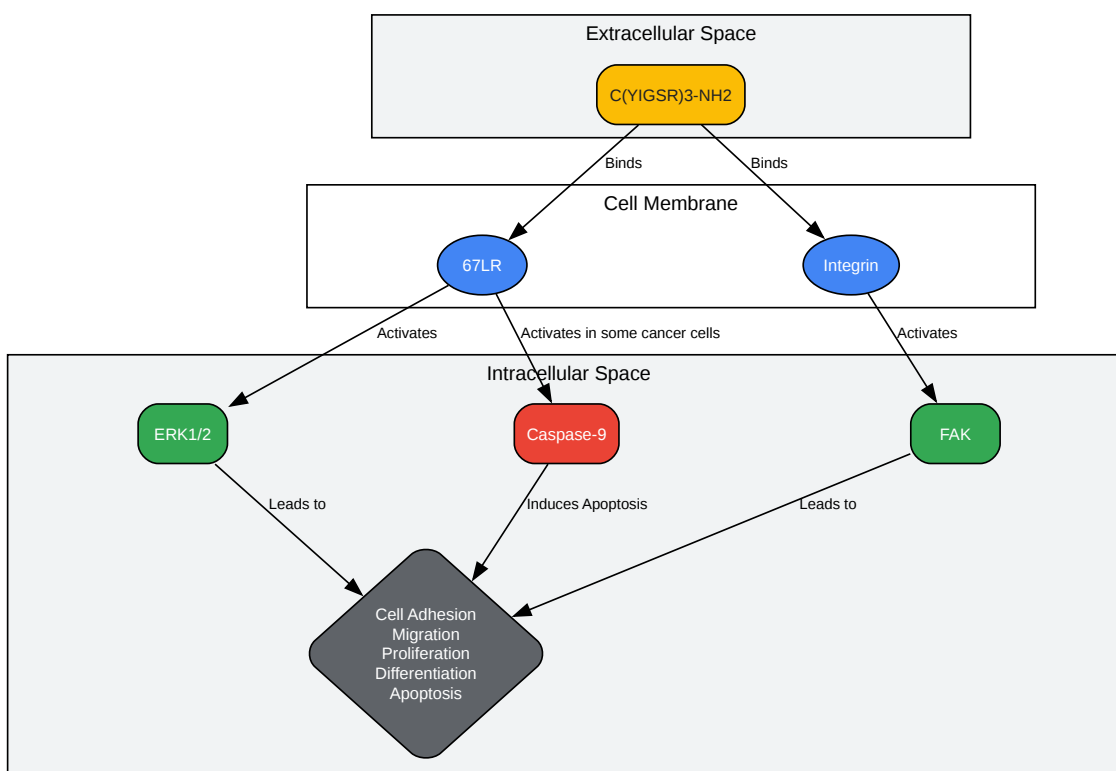 Extracellular Space
C(YIGSR)3-NH2
Binds
Binds
Cell Membrane
67LR
Integrin
Activates
Activates in some cancer cells
Activates
Intracellular Space
ERK1/2
Caspase-9
FAK
Leads to
Induces Apoptosis
Leads to
Cell Adhesion
Migration
Proliferation
Differentiation
Apoptosis